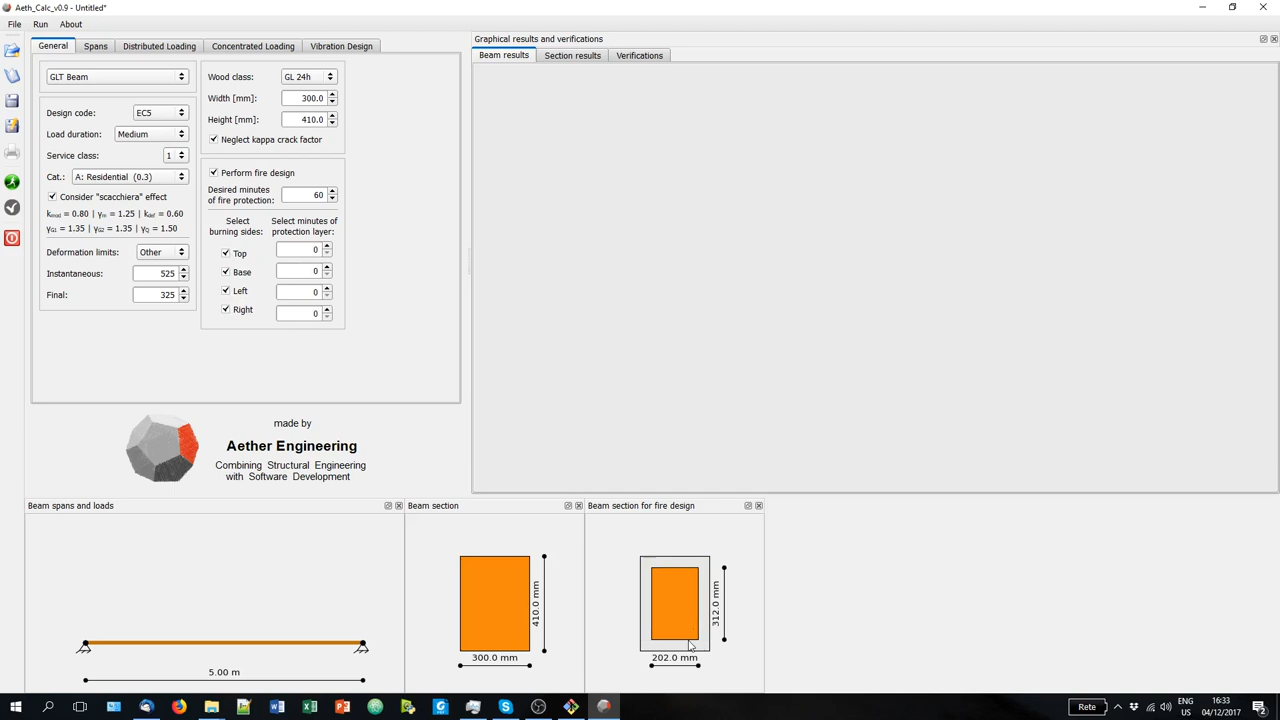 Aeth_Calc_v0.9 - Untitled*
File Run About
General Spans Distributed Loading Concentrated Loading Vibration Design
GLT Beam
Design code: EC5
Load duration: Medium
Service class: 1
Cat.: A: Residential (0.3)
Consider "scacchiera" effect
kmod = 0.80 | γm = 1.25 | kdef = 0.60
γG1 = 1.35 | γG2 = 1.35 | γQ = 1.50
Deformation limits: Other
Instantaneous: 525
Final: 325
Wood class: GL 24h
Width [mm]: 300.0
Height [mm]: 410.0
Neglect kappa crack factor
Perform fire design
Desired minutes
of fire protection: 60
Select
burning sides:
Select minutes of
protection layer:
Top 0
Base 0
Left 0
Right 0
made by
Aether Engineering
Combining Structural Engineering
with Software Development
Graphical results and verifications
Beam results Section results Verifications
Beam spans and loads
5.00 m
Beam section
410.0 mm
300.0 mm
Beam section for fire design
312.0 mm
202.0 mm
Rete
ENG
US
16:33
04/12/2017
2